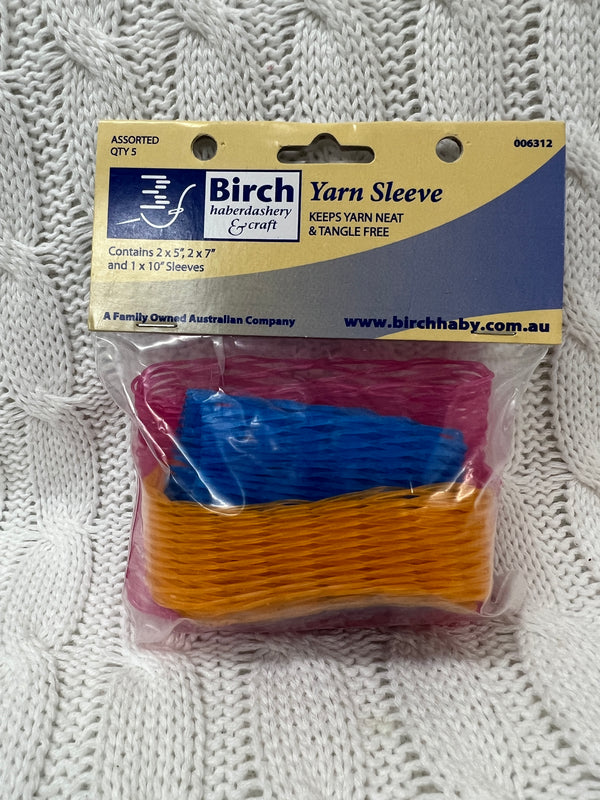 ASSORTED
QTY 5
006312
Birch
haberdashery
& craft
Yarn Sleeve
KEEPS YARN NEAT
& TANGLE FREE
Contains 2 x 5", 2 x 7"
and 1 x 10" Sleeves
A Family Owned Australian Company
www.birchhaby.com.au